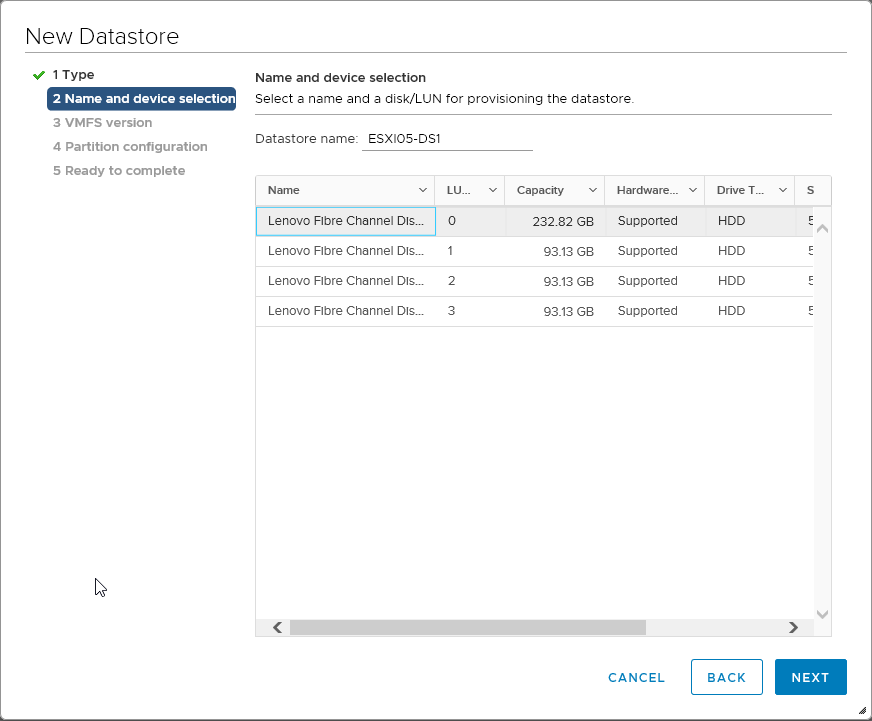 New Datastore
1 Type
2 Name and device selection
3 VMFS version
4 Partition configuration
5 Ready to complete
Name and device selection
Select a name and a disk/LUN for provisioning the datastore.
Datastore name: ESXI05-DS1
Name LU... Capacity Hardware... Drive T... S
Lenovo Fibre Channel Dis... 0 232.82 GB Supported HDD 5
Lenovo Fibre Channel Dis... 1 93.13 GB Supported HDD 5
Lenovo Fibre Channel Dis... 2 93.13 GB Supported HDD 5
Lenovo Fibre Channel Dis... 3 93.13 GB Supported HDD 5
CANCEL BACK NEXT